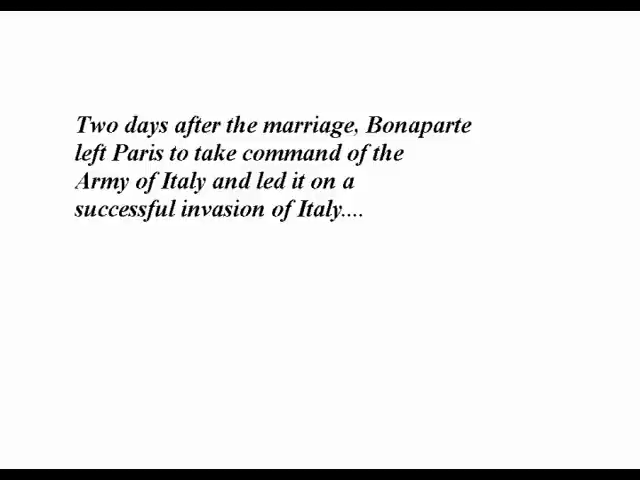 Two days after the marriage, Bonaparte
left Paris to take command of the
Army of Italy and led it on a
successful invasion of Italy....